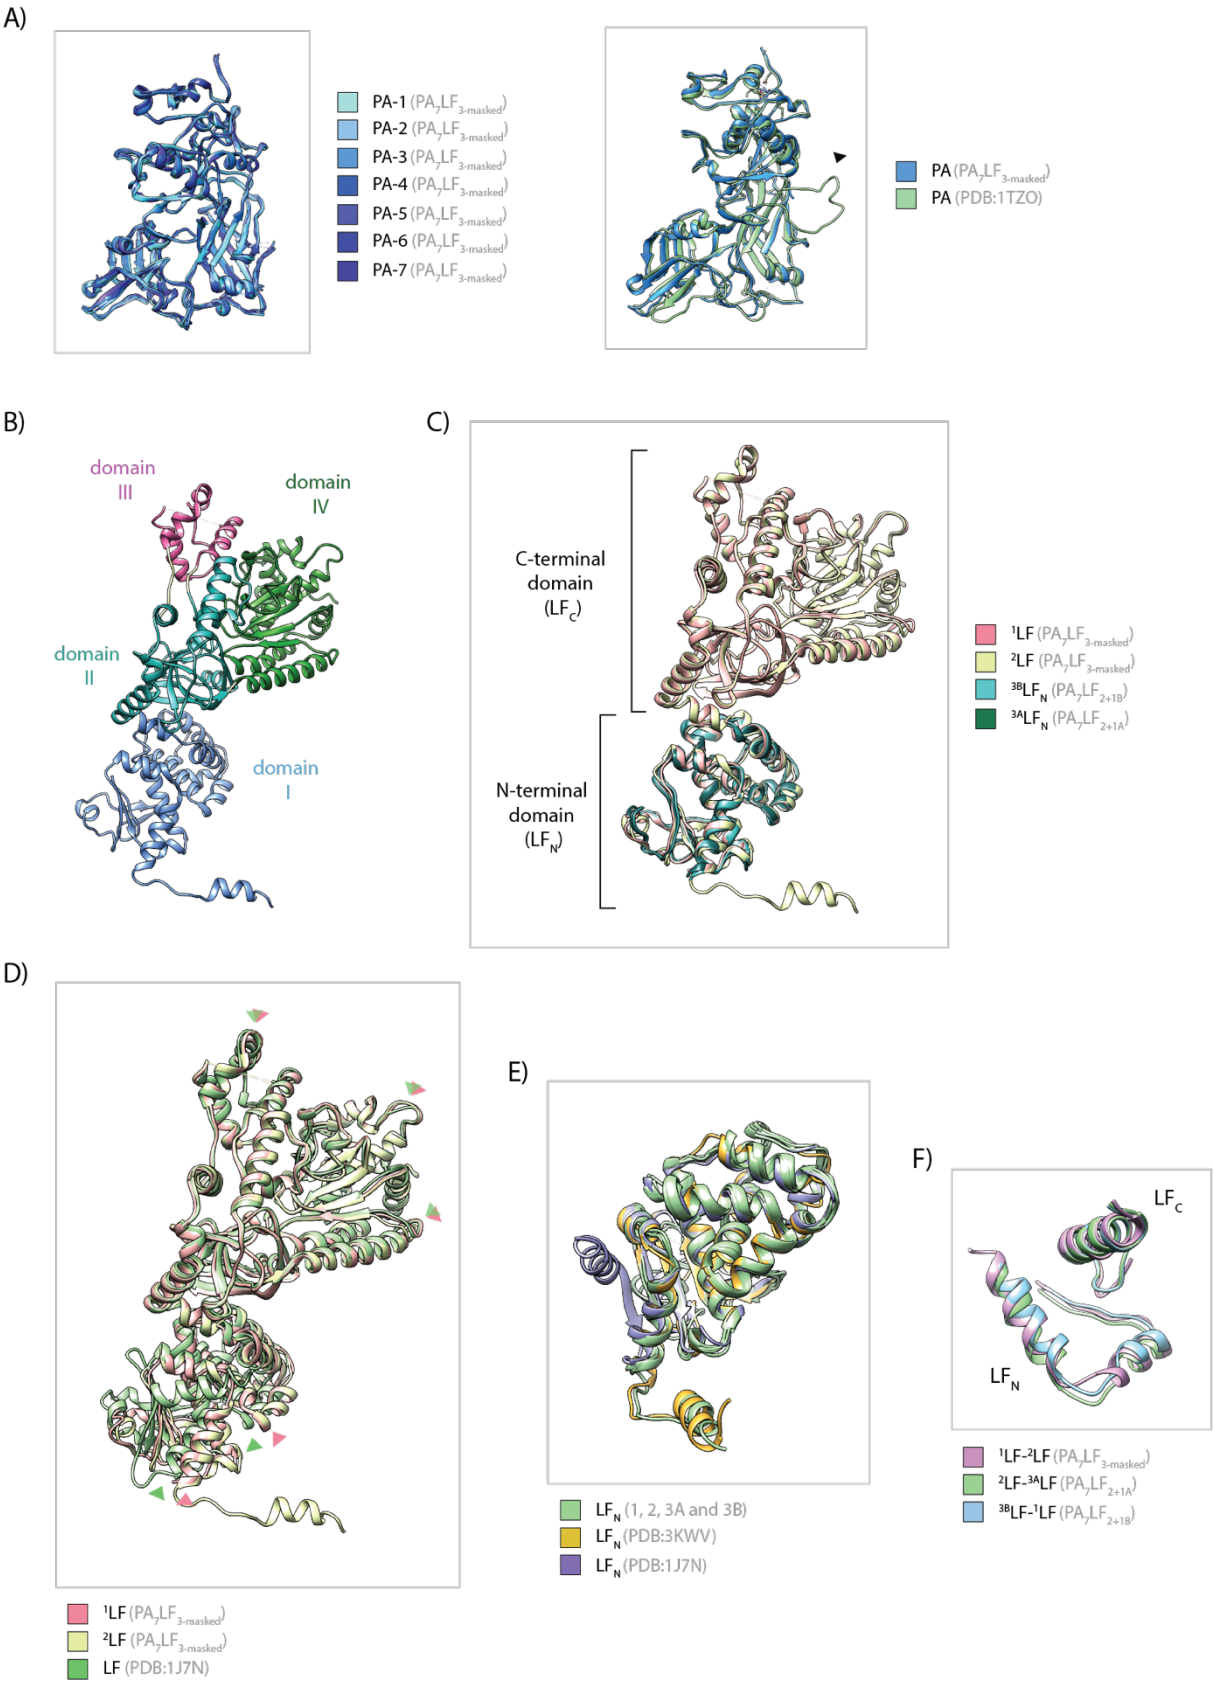 A)
PA-1 (PA7LF3-masked)
PA-2 (PA7LF3-masked)
PA-3 (PA7LF3-masked)
PA-4 (PA7LF3-masked)
PA-5 (PA7LF3-masked)
PA-6 (PA7LF3-masked)
PA-7 (PA7LF3-masked)
PA (PA7LF3-masked)
PA (PDB:1TZO)
B)
domain
III
domain
IV
domain
II
domain
I
C)
C-terminal
domain
(LFC)
N-terminal
domain
(LFN)
1LF (PA7LF3-masked)
2LF (PA7LF3-masked)
3BLFN (PA7LF2+1B)
3ALFN (PA7LF2+1A)
D)
1LF (PA7LF3-masked)
2LF (PA7LF3-masked)
LF (PDB:1J7N)
E)
LFN (1, 2, 3A and 3B)
LFN (PDB:3KWV)
LFN (PDB:1J7N)
F)
LFC
LFN
1LF-2LF (PA7LF3-masked)
2LF-3ALF (PA7LF2+1A)
3BLF-1LF (PA7LF2+1B)